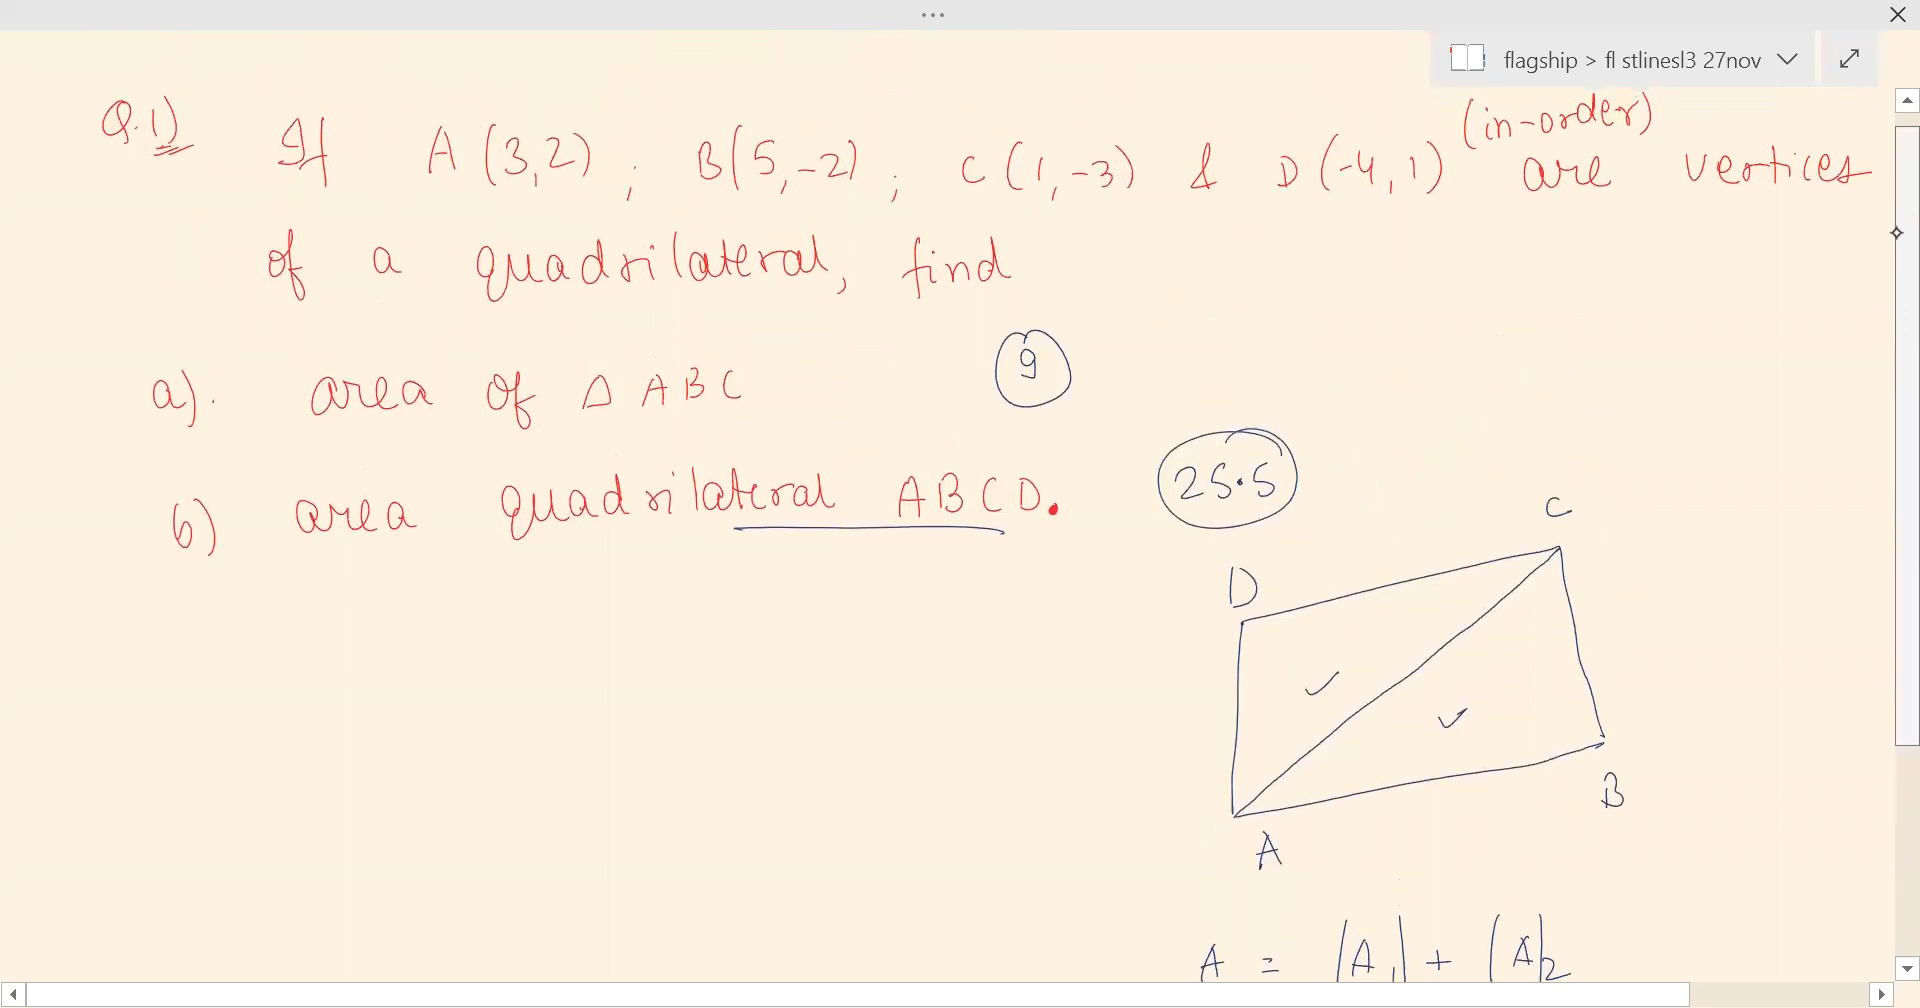 flagship > fl stlinesl3 27nov
Q.1) If A (3,2) ; B(5,-2) ; C (1,-3) & D (-4,1) (in-order) are vertices
of a quadrilateral, find
a). area of Δ ABC 9
b) area quadrilateral ABCD. 25.5
C
D
B
A
A = |A1| + |A|2